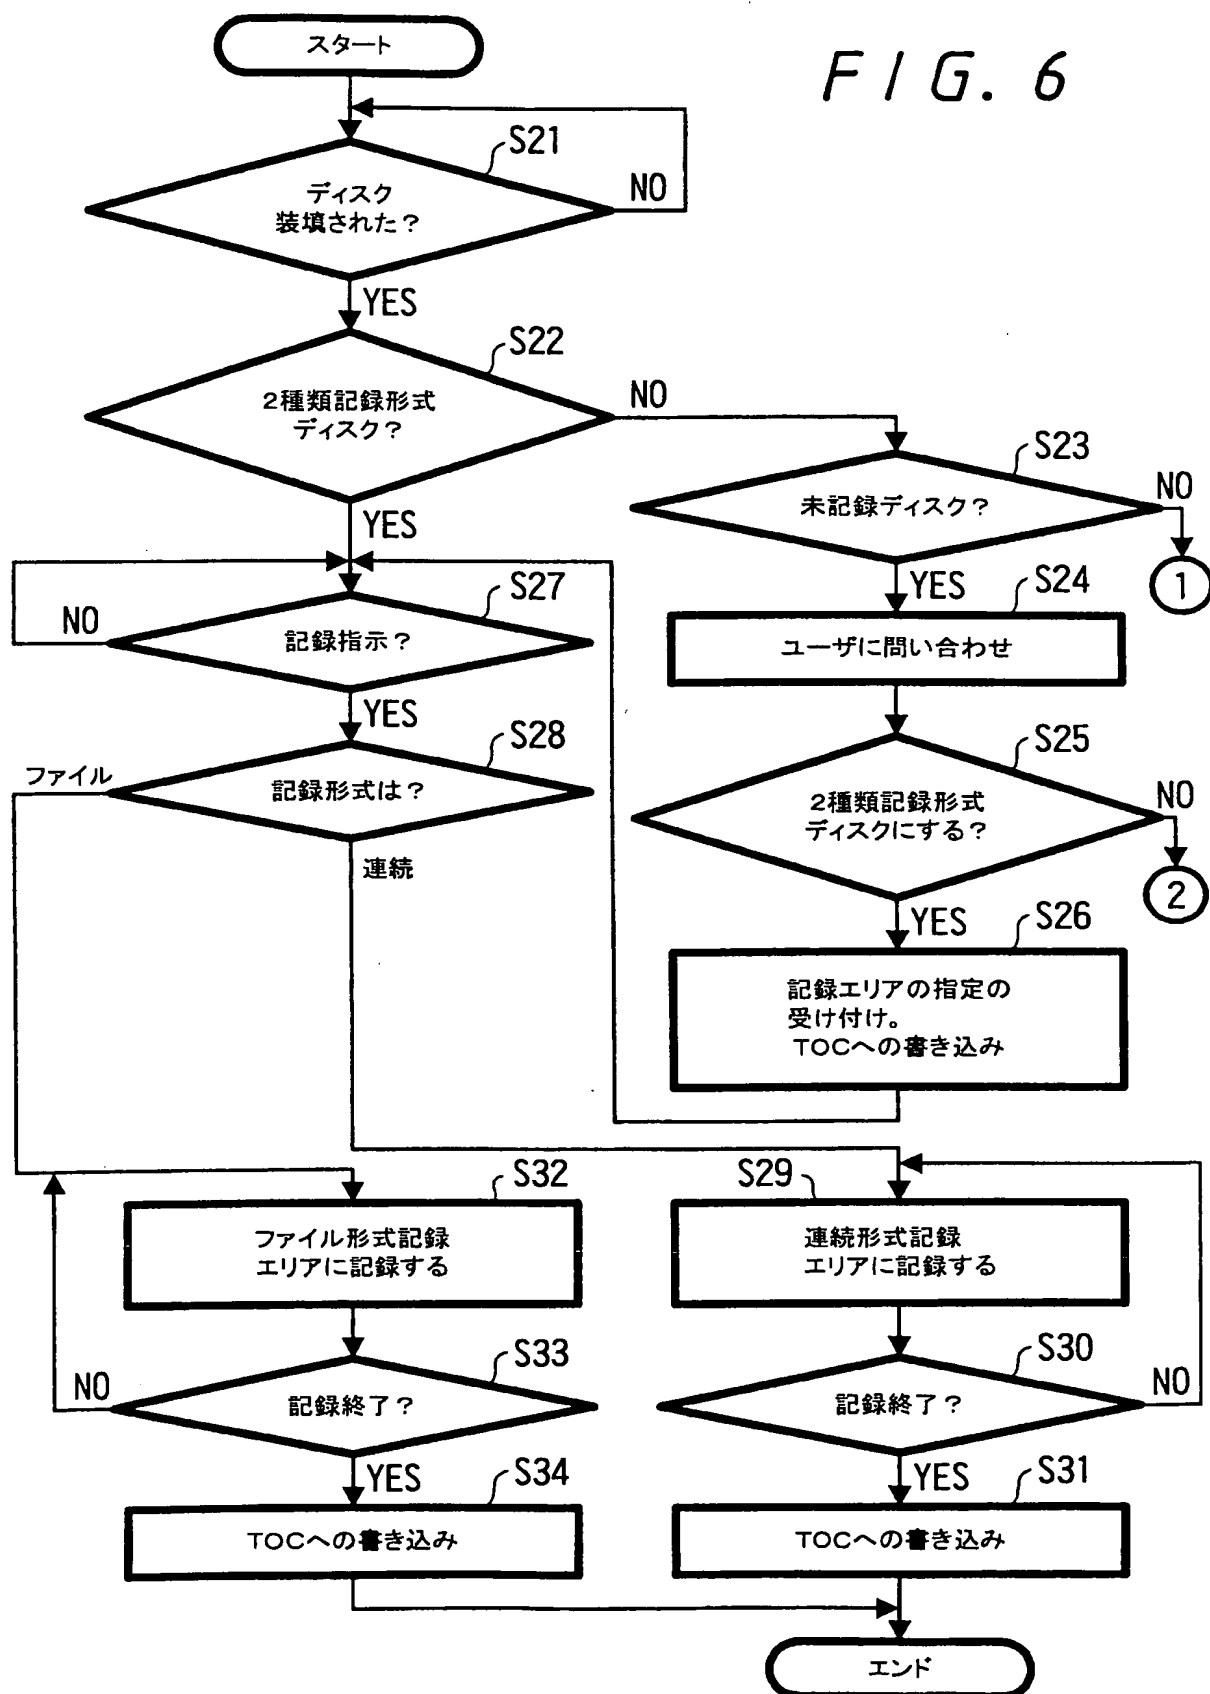 スタート
FIG. 6
S21
ディスク
装填された?
NO
YES
S22
2種類記録形式
ディスク?
NO
YES
S23
未記録ディスク?
NO
1
YES
S24
ユーザに問い合わせ
S25
2種類記録形式
ディスクにする?
NO
2
YES
S26
記録エリアの指定の
受け付け。
TOCへの書き込み
S27
記録指示?
NO
YES
S28
記録形式は?
ファイル
連続
S32
ファイル形式記録
エリアに記録する
S33
記録終了?
NO
YES
S34
TOCへの書き込み
S29
連続形式記録
エリアに記録する
S30
記録終了?
NO
YES
S31
TOCへの書き込み
エンド